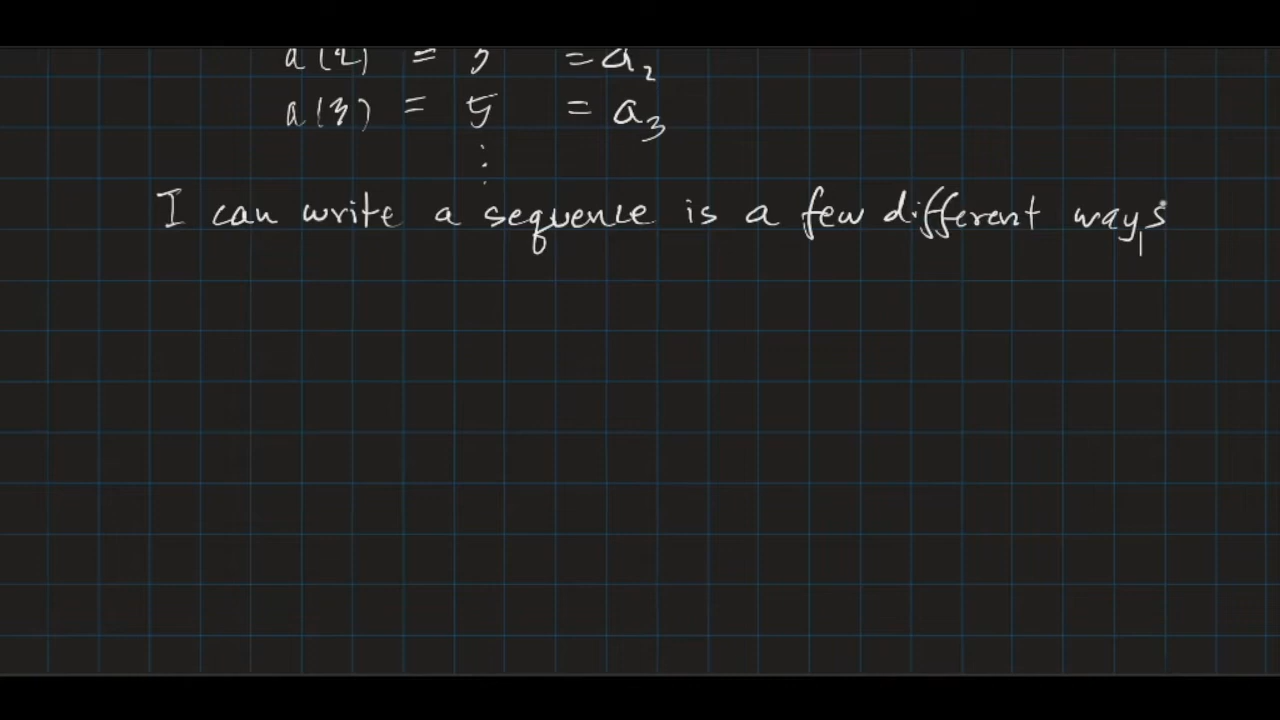 a(2) = 3 = a₂
a(3) = 5 = a₃
⋮
I can write a sequence is a few different ways